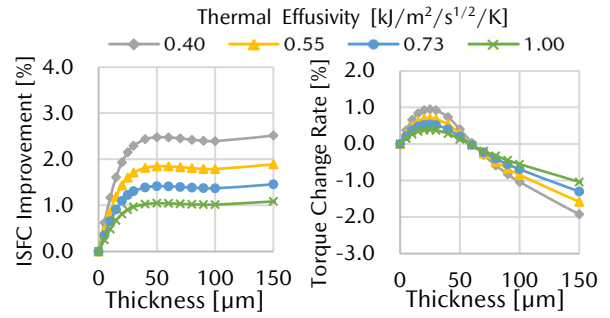 Thermal Effusivity [kJ/m²/s¹/²/K]
0.40 0.55 0.73 1.00
ISFC Improvement [%]
4.0
3.0
2.0
1.0
0.0
0 50 100 150
Thickness [µm]
Torque Change Rate [%]
2.0
1.0
0.0
-1.0
-2.0
-3.0
0 50 100 150
Thickness [µm]